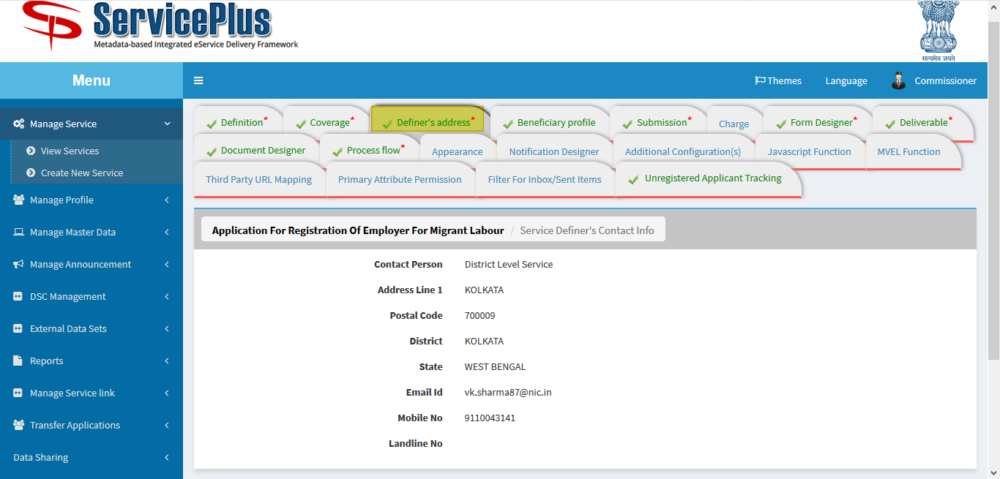 ServicePlus
Metadata-based Integrated eService Delivery Framework
सत्यमेव जयते
Menu
Themes Language Commissioner
Manage Service
View Services
Create New Service
Manage Profile
Manage Master Data
Manage Announcement
DSC Management
External Data Sets
Reports
Manage Service link
Transfer Applications
Data Sharing
Definition* Coverage* Definer's address* Beneficiary profile Submission* Charge Form Designer* Deliverable*
Document Designer Process flow* Appearance Notification Designer Additional Configuration(s) Javascript Function MVEL Function
Third Party URL Mapping Primary Attribute Permission Filter For Inbox/Sent Items Unregistered Applicant Tracking
Application For Registration Of Employer For Migrant Labour / Service Definer's Contact Info
Contact Person District Level Service
Address Line 1 KOLKATA
Postal Code 700009
District KOLKATA
State WEST BENGAL
Email Id vk.sharma87@nic.in
Mobile No 9110043141
Landline No